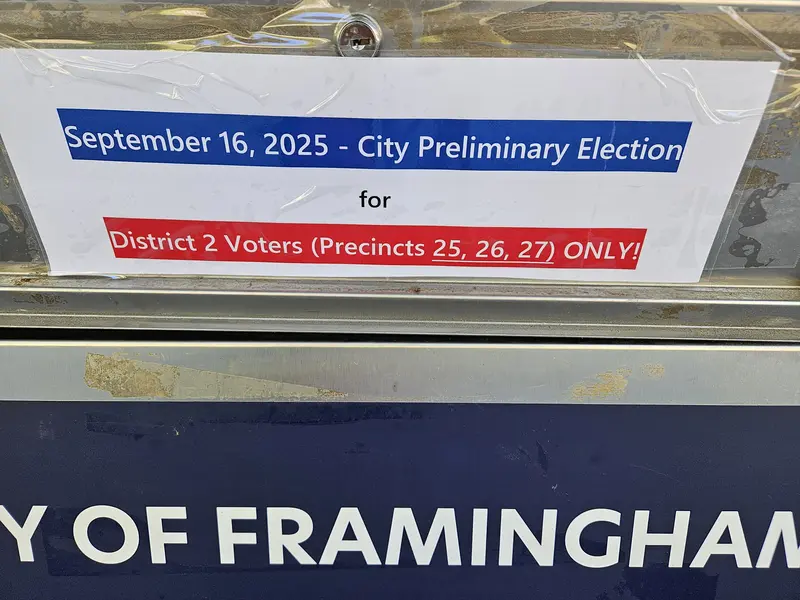 September 16, 2025 - City Preliminary Election
for
District 2 Voters (Precincts 25, 26, 27) ONLY!
Y OF FRAMINGHAM